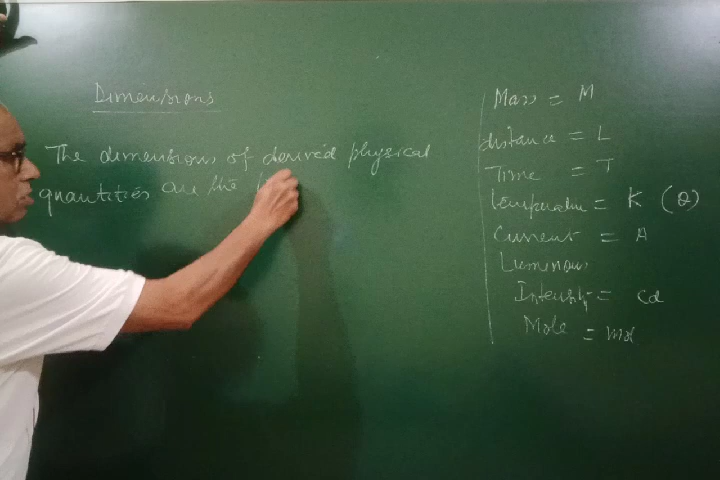 Dimensions
The dimensions of derived physical
quantities are the
Mass = M
distance = L
Time = T
temperature = K (θ)
Current = A
Luminous
Intensity = cd
Mole = mol